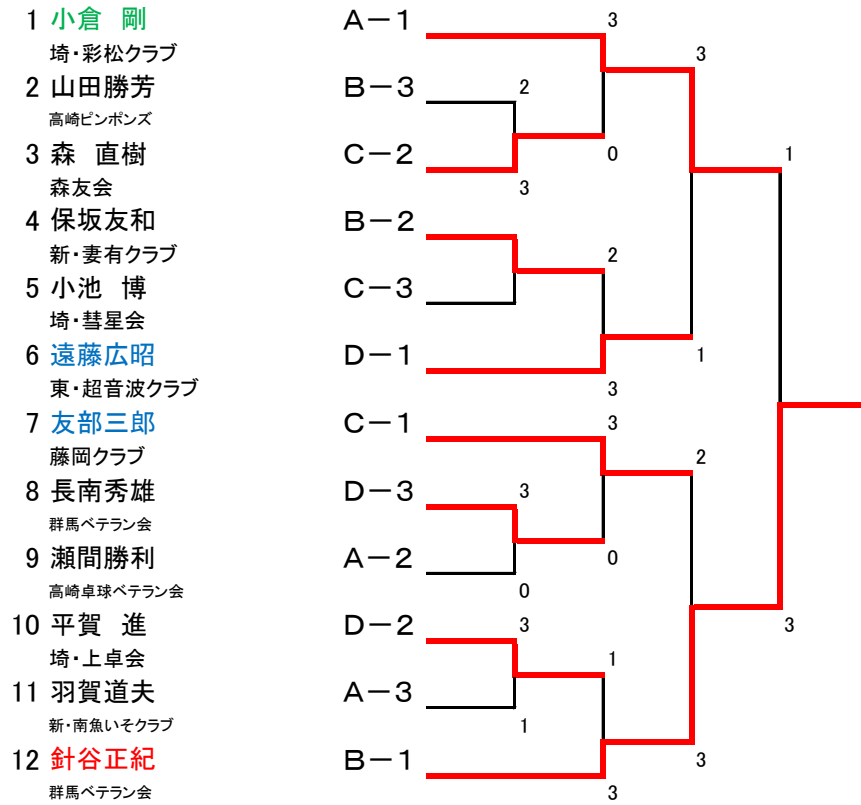 1 小倉　剛 A－1 3
埼・彩松クラブ 3
2 山田勝芳 B－3 2
高崎ピンポンズ
3 森　直樹 C－2 0 1
森友会 3
4 保坂友和 B－2
新・妻有クラブ 2
5 小池　博 C－3
埼・彗星会
6 遠藤広昭 D－1 1
東・超音波クラブ 3
7 友部三郎 C－1 3
藤岡クラブ 2
8 長南秀雄 D－3 3
群馬ベテラン会
9 瀬間勝利 A－2 0
高崎卓球ベテラン会 0
10 平賀　進 D－2 3 3
埼・上卓会 1
11 羽賀道夫 A－3
新・南魚いそクラブ 1
12 針谷正紀 B－1 3
群馬ベテラン会 3